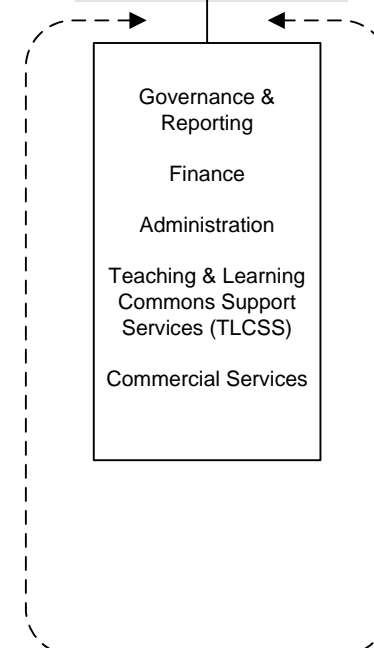 Governance &
Reporting
Finance
Administration
Teaching & Learning
Commons Support
Services (TLCSS)
Commercial Services